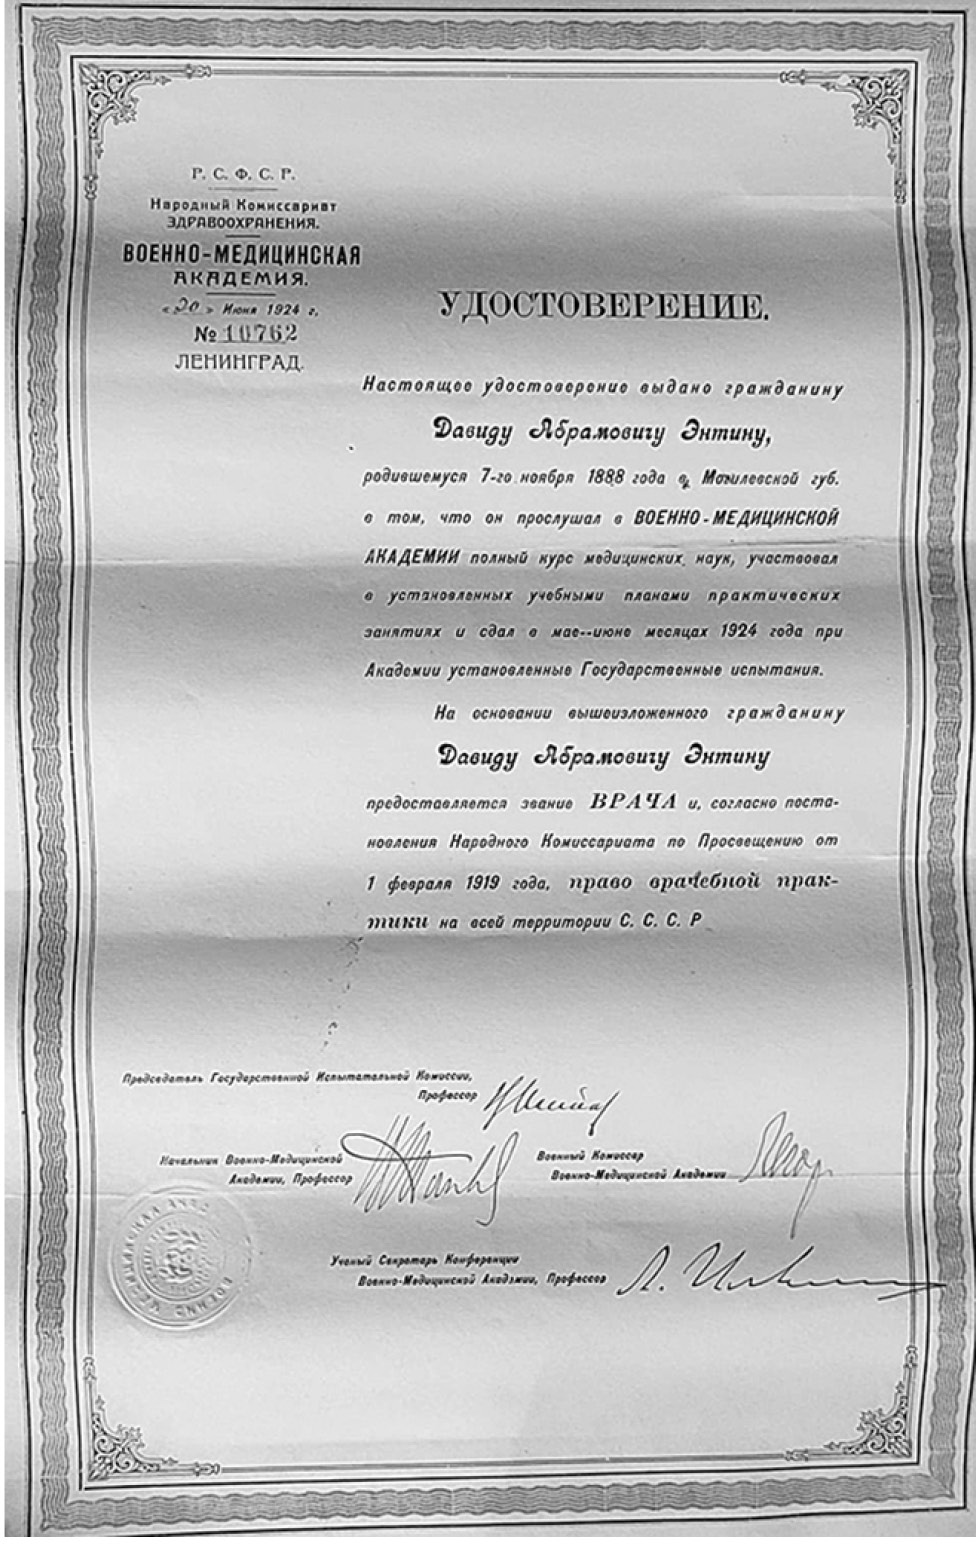 Р. С. Ф. С. Р.
Народный Комиссариат
ЗДРАВООХРАНЕНИЯ.
ВОЕННО-МЕДИЦИНСКАЯ
АКАДЕМИЯ.
«20» Июня 1924 г.
№ 10762
ЛЕНИНГРАД.
УДОСТОВЕРЕНИЕ.
Настоящее удостоверение выдано гражданину
Давиду Абрамовичу Энтину,
родившемуся 7-го ноября 1888 года в Могилевской губ.
в том, что он прослушал в ВОЕННО-МЕДИЦИНСКОЙ
АКАДЕМИИ полный курс медицинских наук, участвовал
в установленных учебными планами практических
занятиях и сдал в мае--июне месяцах 1924 года при
Академии установленные Государственные испытания.
На основании вышеизложенного гражданину
Давиду Абрамовичу Энтину
предоставляется звание ВРАЧА и, согласно поста-
новления Народного Комиссариата по Просвещению от
1 февраля 1919 года, право врачебной прак-
тики на всей территории С. С. С. Р
Председатель Государственной Испытательной Комиссии,
Профессор
Начальник Военно-Медицинской
Академии, Профессор
Военный Комиссар
Военно-Медицинской Академии
Ученый Секретарь Конференции
Военно-Медицинской Академии, Профессор